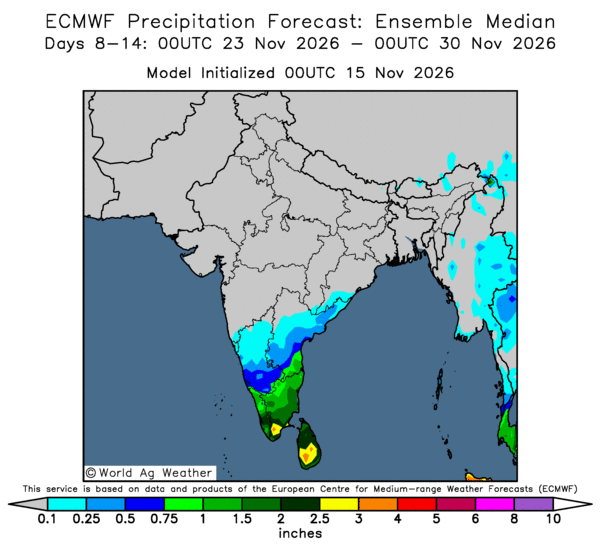 ECMWF Precipitation Forecast: Ensemble Median
Days 8-14: 00UTC 23 Nov 2026 - 00UTC 30 Nov 2026
Model Initialized 00UTC 15 Nov 2026
© World Ag Weather
This service is based on data and products of the European Centre for Medium-range Weather Forecasts (ECMWF)
0.1 0.25 0.5 0.75 1 1.5 2 2.5 3 4 5 6 8 10
inches